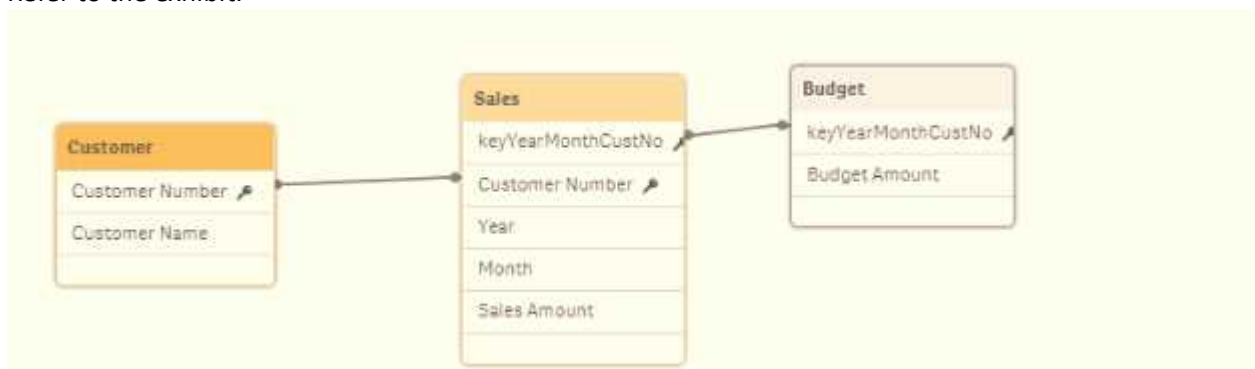 Refer to the exhibit.
Customer
Customer Number
Customer Name
Sales
keyYearMonthCustNo
Customer Number
Year
Month
Sales Amount
Budget
keyYearMonthCustNo
Budget Amount